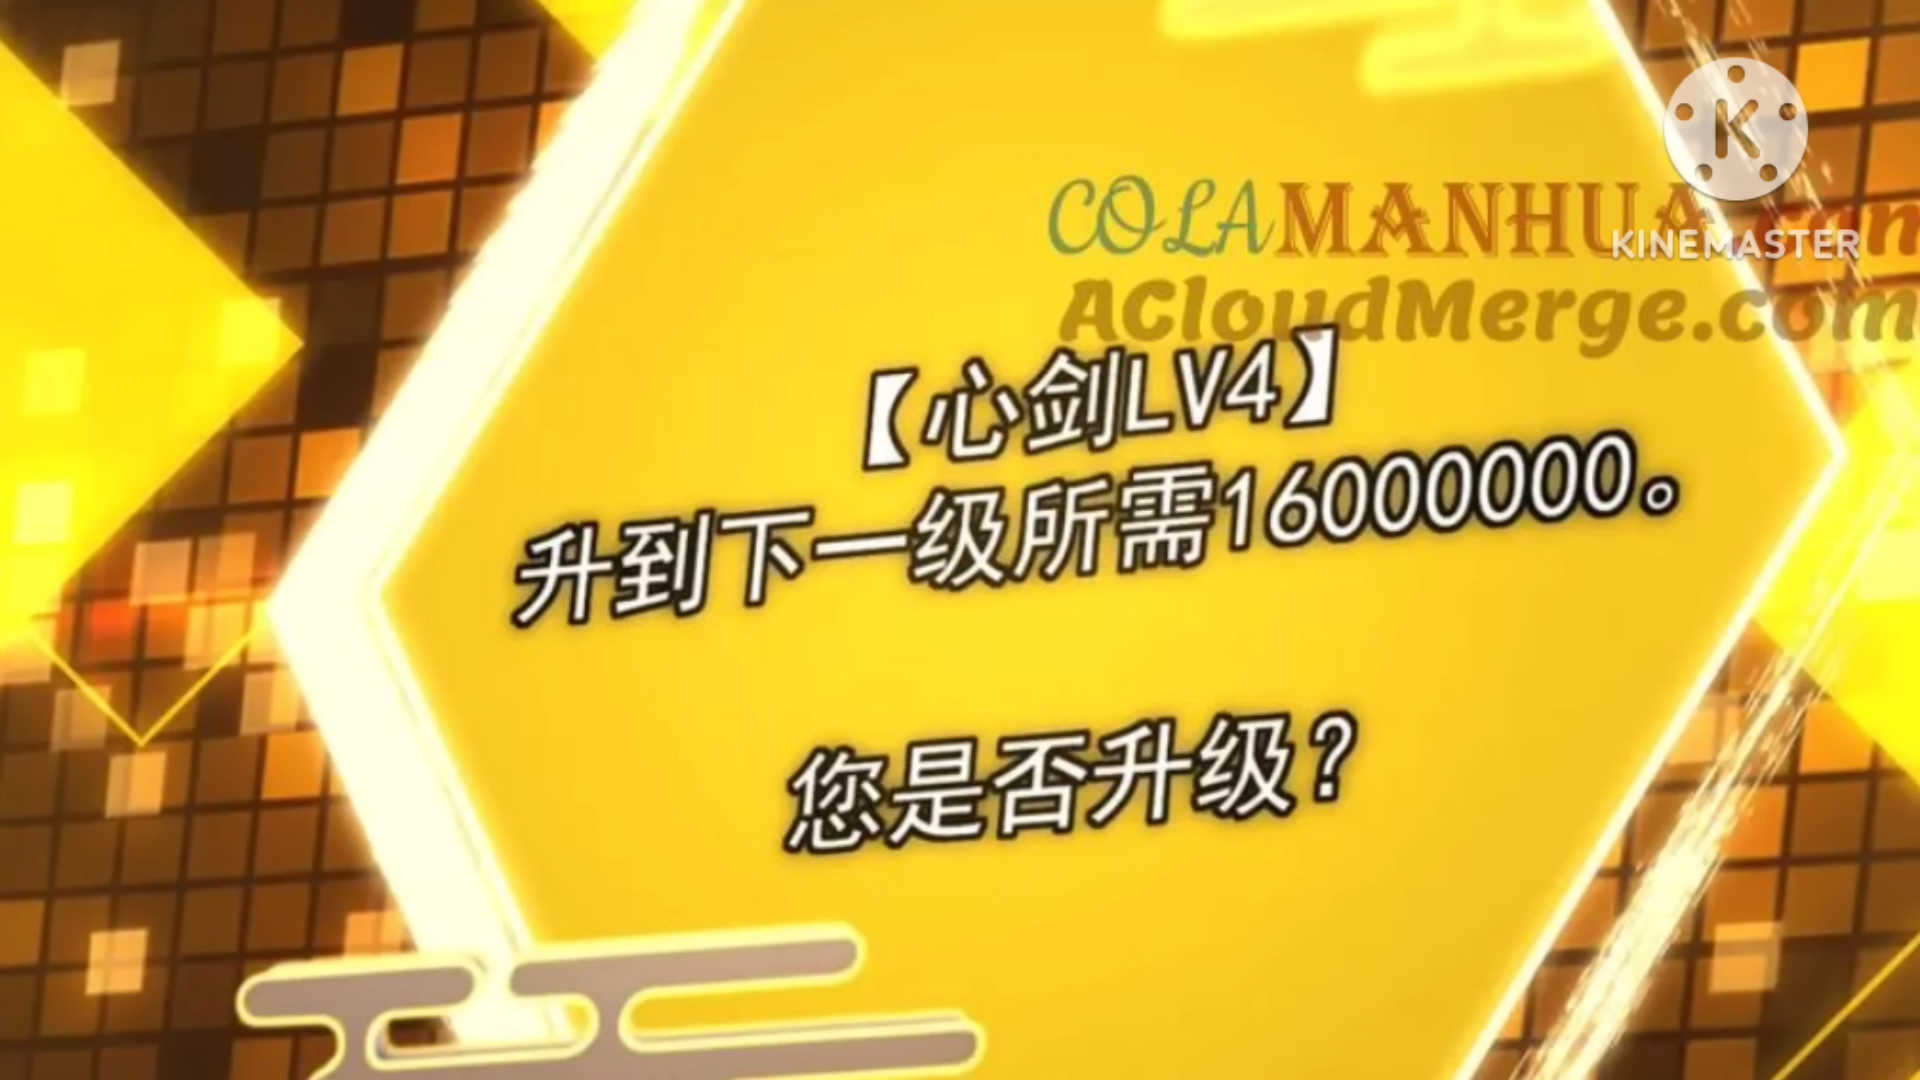 K
COLAMANHUA.com
KINEMASTER
ACloudMerge.com
【心剑LV4】
升到下一级所需16000000。
您是否升级?